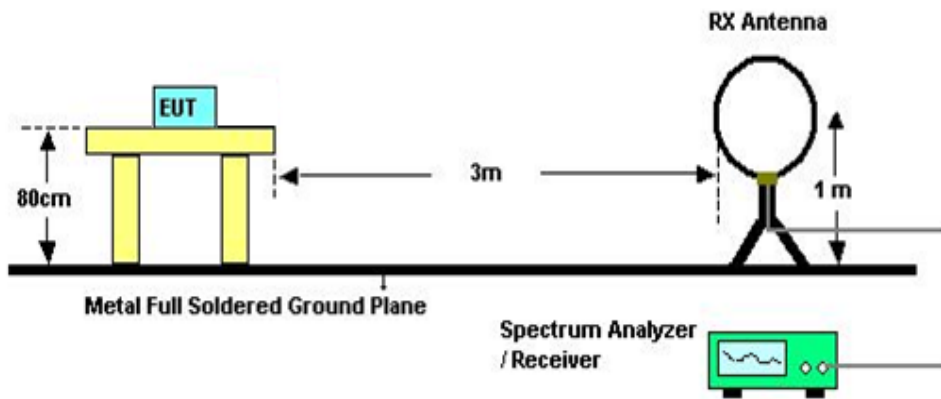 RX Antenna
EUT
3m
80cm
1 m
Metal Full Soldered Ground Plane
Spectrum Analyzer
/ Receiver